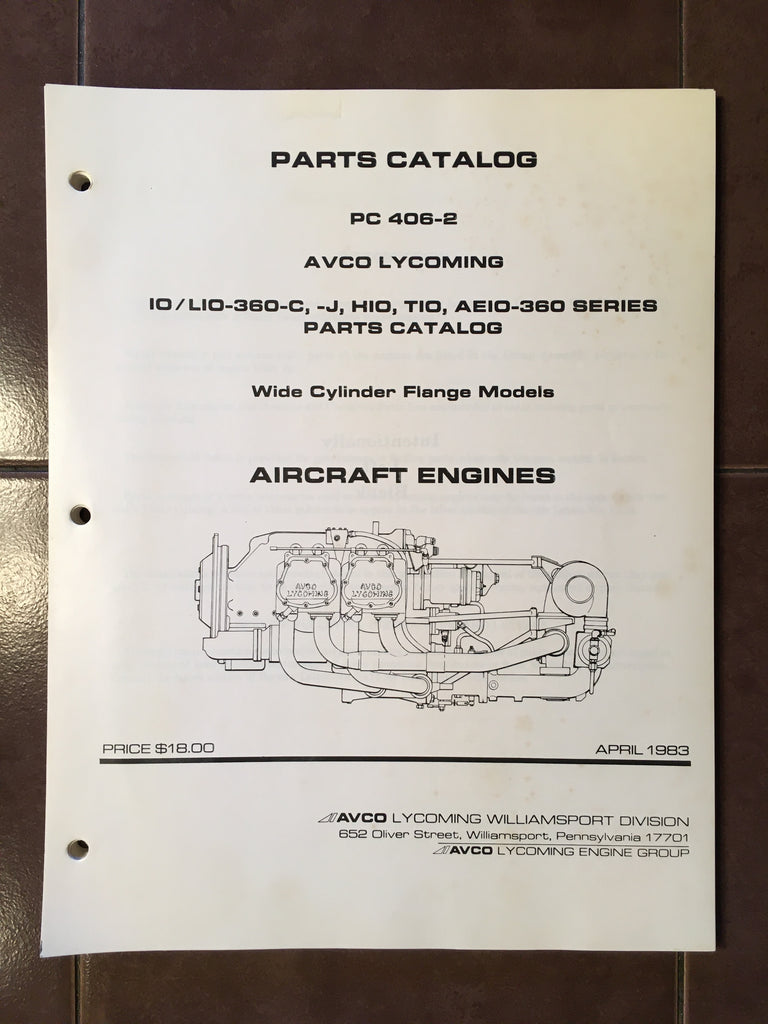 PARTS CATALOG
PC 406-2
AVCO LYCOMING
IO/LIO-360-C, -J, HIO, TIO, AEIO-360 SERIES
PARTS CATALOG
Wide Cylinder Flange Models
Intentionally
AIRCRAFT ENGINES
AVCO LYCOMING
AVCO LYCOMING
PRICE $18.00
APRIL 1983
AVCO LYCOMING WILLIAMSPORT DIVISION
652 Oliver Street, Williamsport, Pennsylvania 17701
AVCO LYCOMING ENGINE GROUP